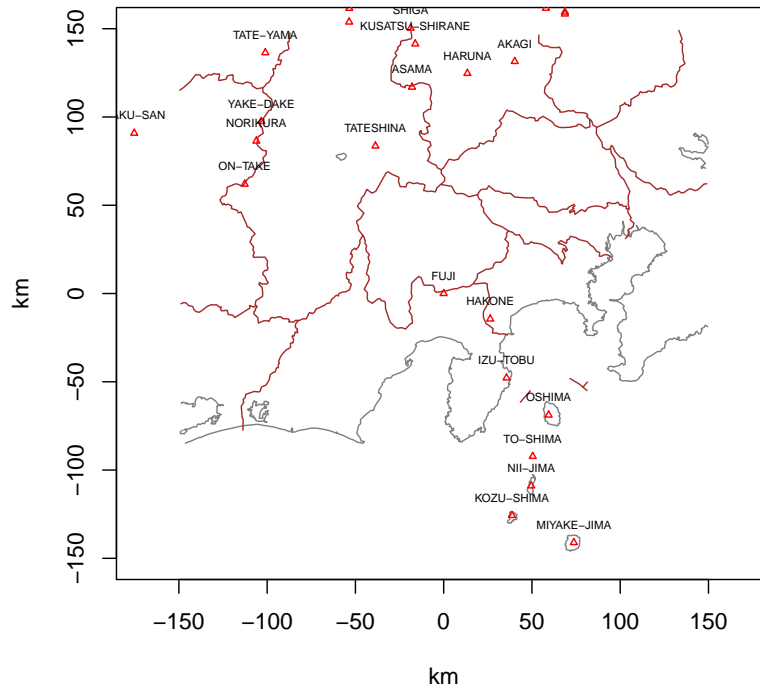 SHIGA
KUSATSU−SHIRANE
TATE−YAMA
AKAGI
HARUNA
ASAMA
YAKE−DAKE
AKU−SAN
NORIKURA
TATESHINA
ON−TAKE
FUJI
HAKONE
IZU−TOBU
OSHIMA
TO−SHIMA
NII−JIMA
KOZU−SHIMA
MIYAKE−JIMA
150
100
50
0
−50
−100
−150
km
−150 −100 −50 0 50 100 150
km